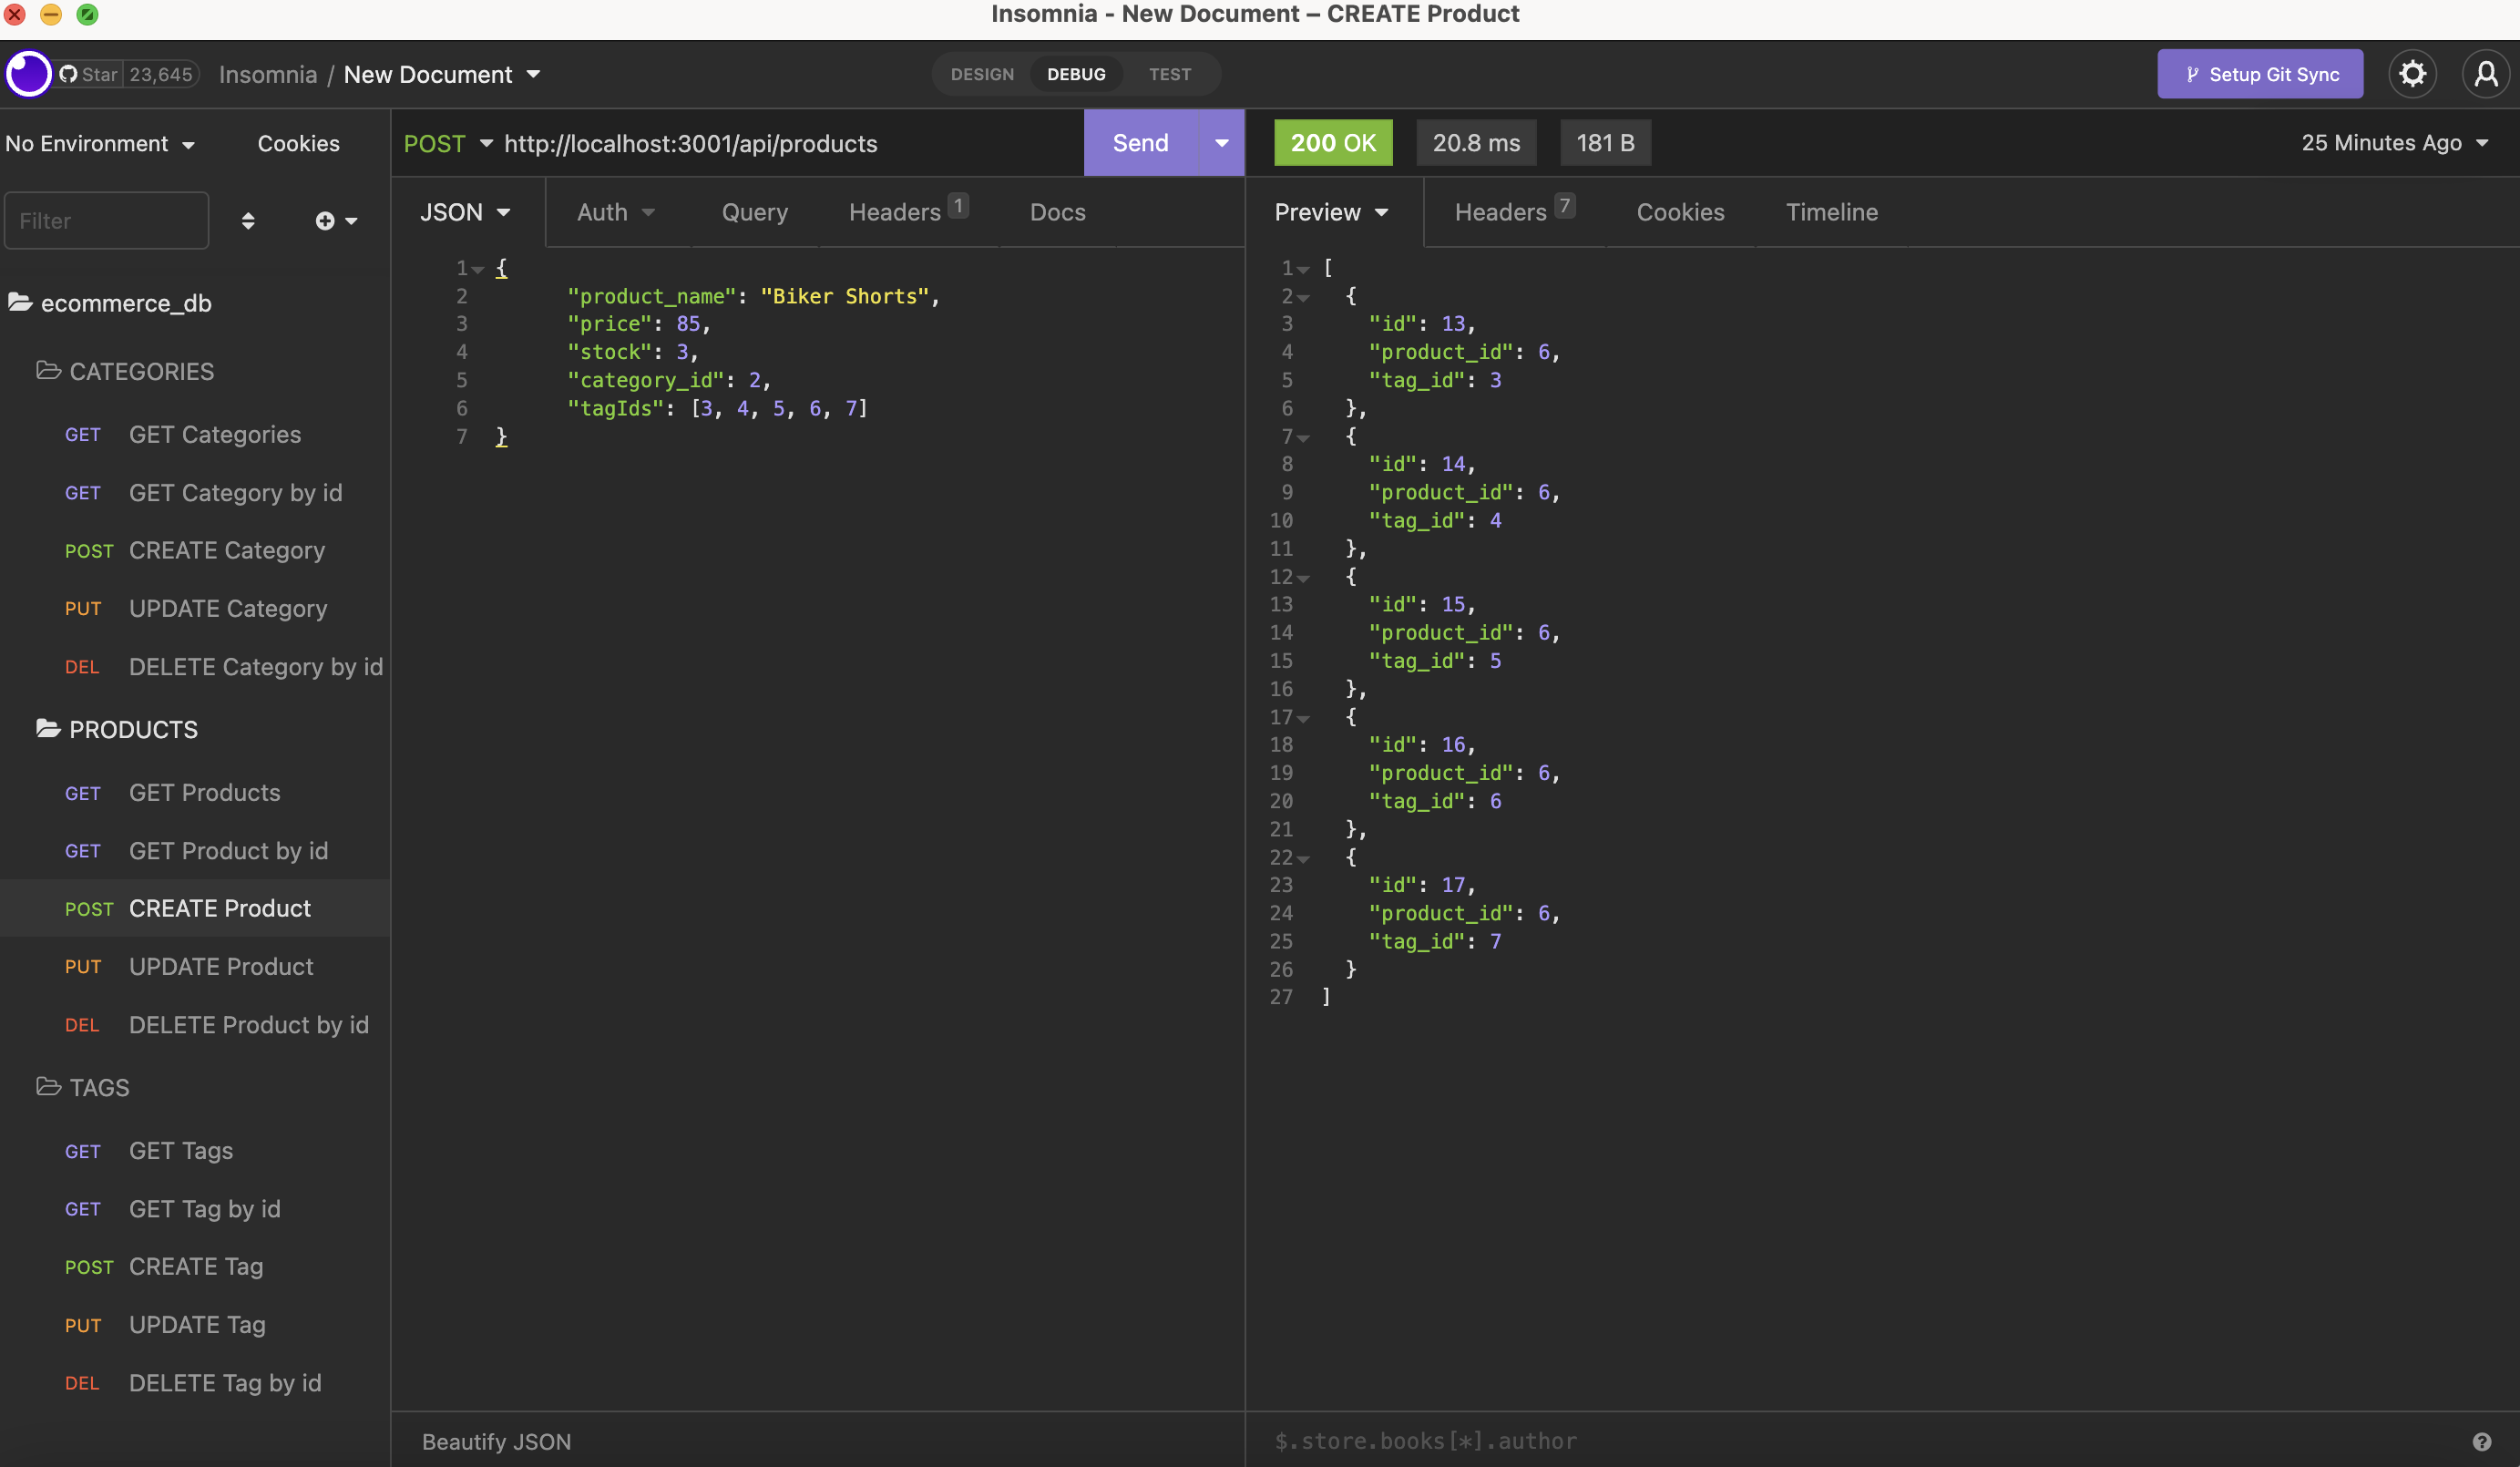 Insomnia - New Document – CREATE Product
Star 23,645
Insomnia / New Document
DESIGN DEBUG TEST
Setup Git Sync
No Environment Cookies
Filter
ecommerce_db
CATEGORIES
GET GET Categories
GET GET Category by id
POST CREATE Category
PUT UPDATE Category
DEL DELETE Category by id
PRODUCTS
GET GET Products
GET GET Product by id
POST CREATE Product
PUT UPDATE Product
DEL DELETE Product by id
TAGS
GET GET Tags
GET GET Tag by id
POST CREATE Tag
PUT UPDATE Tag
DEL DELETE Tag by id
POST http://localhost:3001/api/products Send
JSON Auth Query Headers 1 Docs
1 {
2 "product_name": "Biker Shorts",
3 "price": 85,
4 "stock": 3,
5 "category_id": 2,
6 "tagIds": [3, 4, 5, 6, 7]
7 }
Beautify JSON
200 OK 20.8 ms 181 B 25 Minutes Ago
Preview Headers 7 Cookies Timeline
1 [
2 {
3 "id": 13,
4 "product_id": 6,
5 "tag_id": 3
6 },
7 {
8 "id": 14,
9 "product_id": 6,
10 "tag_id": 4
11 },
12 {
13 "id": 15,
14 "product_id": 6,
15 "tag_id": 5
16 },
17 {
18 "id": 16,
19 "product_id": 6,
20 "tag_id": 6
21 },
22 {
23 "id": 17,
24 "product_id": 6,
25 "tag_id": 7
26 }
27 ]
$.store.books[*].author
?